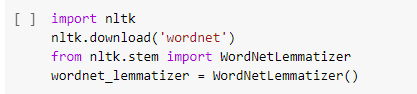 [ ] import nltk
nltk.download('wordnet')
from nltk.stem import WordNetLemmatizer
wordnet_lemmatizer = WordNetLemmatizer()